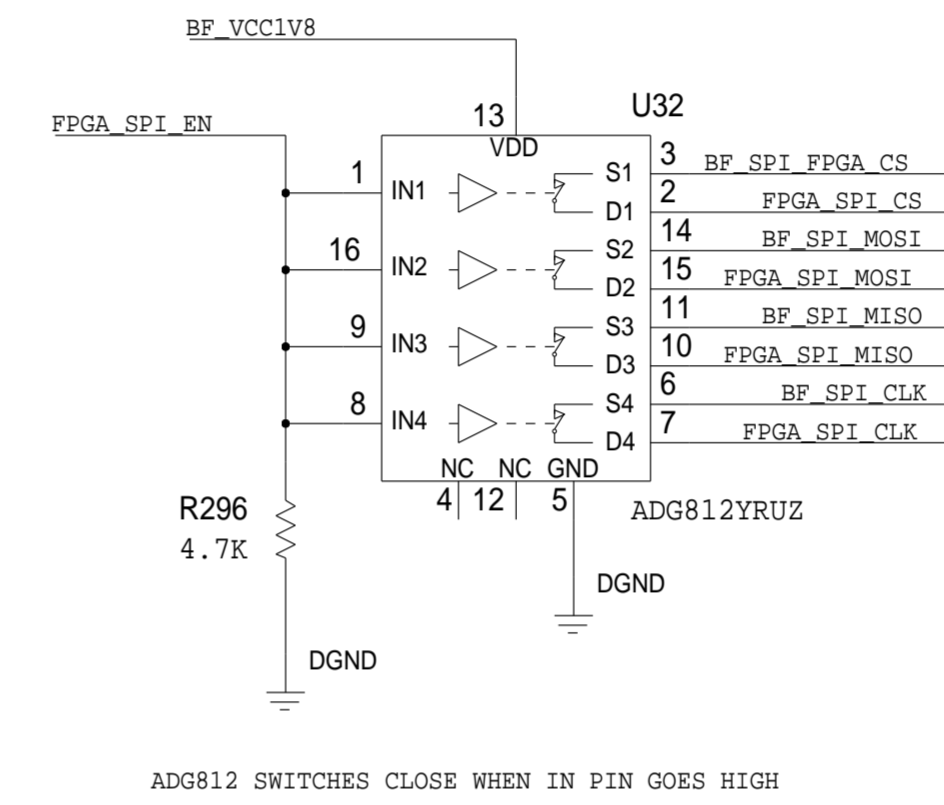 BF_VCC1V8
FPGA_SPI_EN
13
U32
VDD
1
IN1
S1
3
BF_SPI_FPGA_CS
D1
2
FPGA_SPI_CS
16
IN2
S2
14
BF_SPI_MOSI
D2
15
FPGA_SPI_MOSI
9
IN3
S3
11
BF_SPI_MISO
D3
10
FPGA_SPI_MISO
8
IN4
S4
6
BF_SPI_CLK
D4
7
FPGA_SPI_CLK
NC NC GND
4 12 5
ADG812YRUZ
R296
4.7K
DGND
DGND
ADG812 SWITCHES CLOSE WHEN IN PIN GOES HIGH